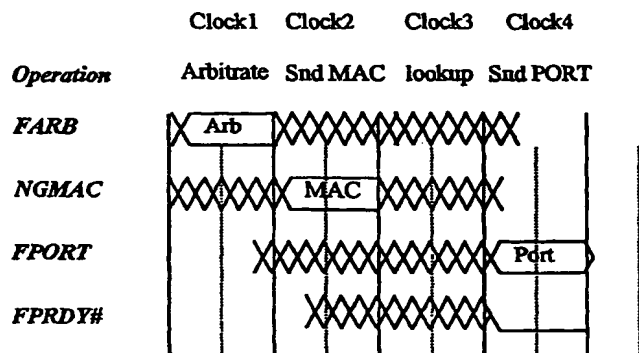 Clock1 Clock2 Clock3 Clock4
Operation Arbitrate Snd MAC lookup Snd PORT
FARB Arb
NGMAC MAC
FPORT Port
FPRDY#